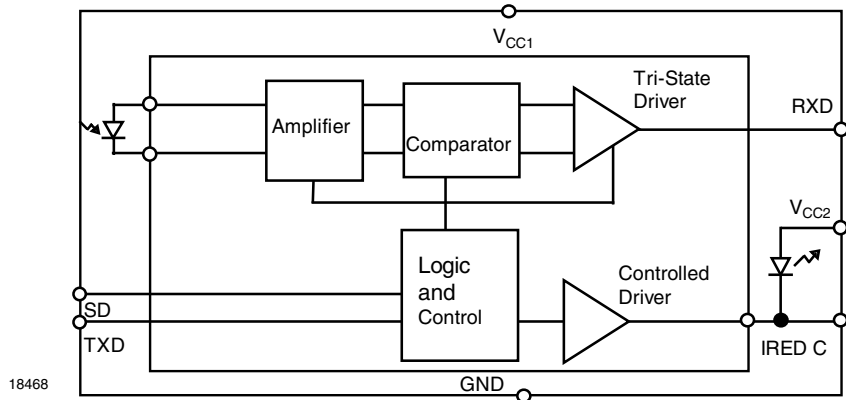 VCC1
Tri-State
Driver
RXD
Amplifier
Comparator
VCC2
Logic
and
Control
Controlled
Driver
SD
TXD
IRED C
GND
18468